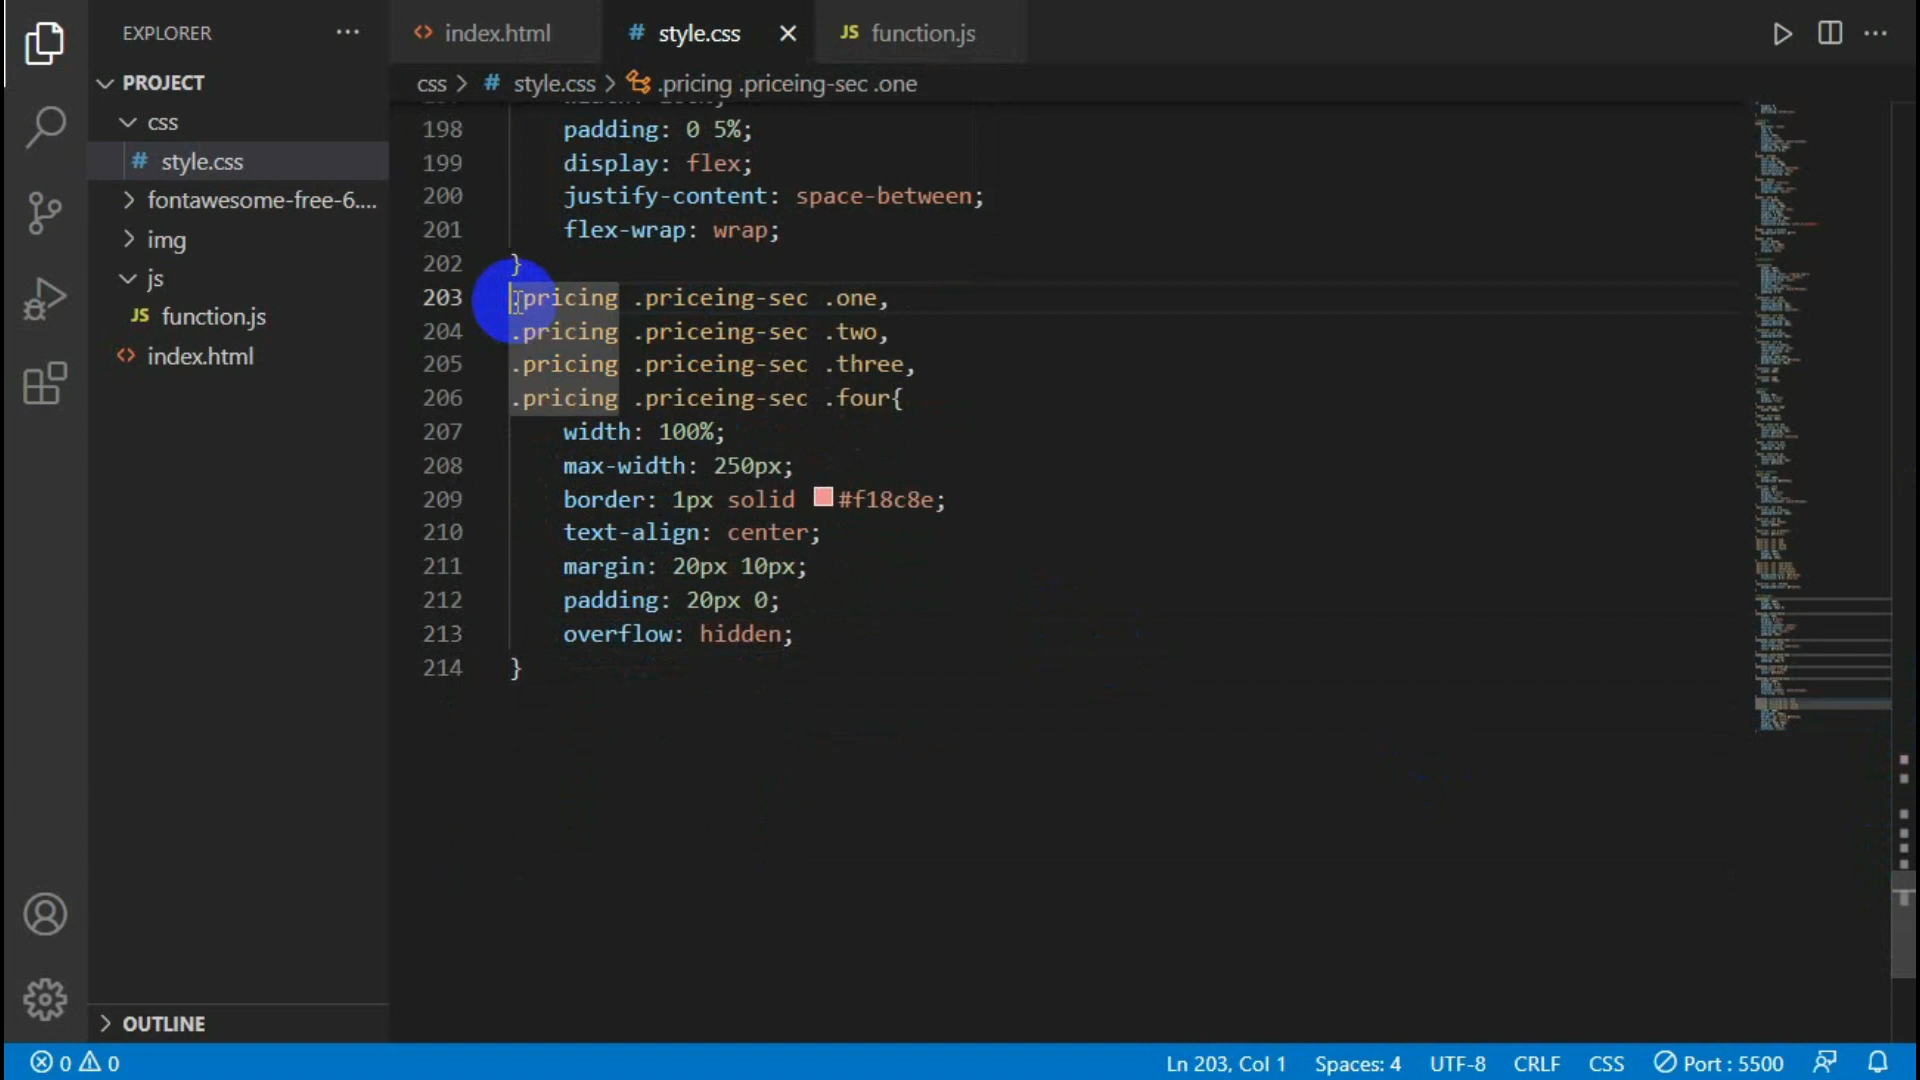 EXPLORER
PROJECT
css
style.css
fontawesome-free-6....
img
js
JS function.js
index.html
OUTLINE
index.html
# style.css
JS function.js
css > # style.css > .pricing .priceing-sec .one
198 padding: 0 5%;
199 display: flex;
200 justify-content: space-between;
201 flex-wrap: wrap;
202 }
203 .pricing .priceing-sec .one,
204 .pricing .priceing-sec .two,
205 .pricing .priceing-sec .three,
206 .pricing .priceing-sec .four{
207 width: 100%;
208 max-width: 250px;
209 border: 1px solid #f18c8e;
210 text-align: center;
211 margin: 20px 10px;
212 padding: 20px 0;
213 overflow: hidden;
214 }
0 0 Ln 203, Col 1 Spaces: 4 UTF-8 CRLF CSS Port : 5500